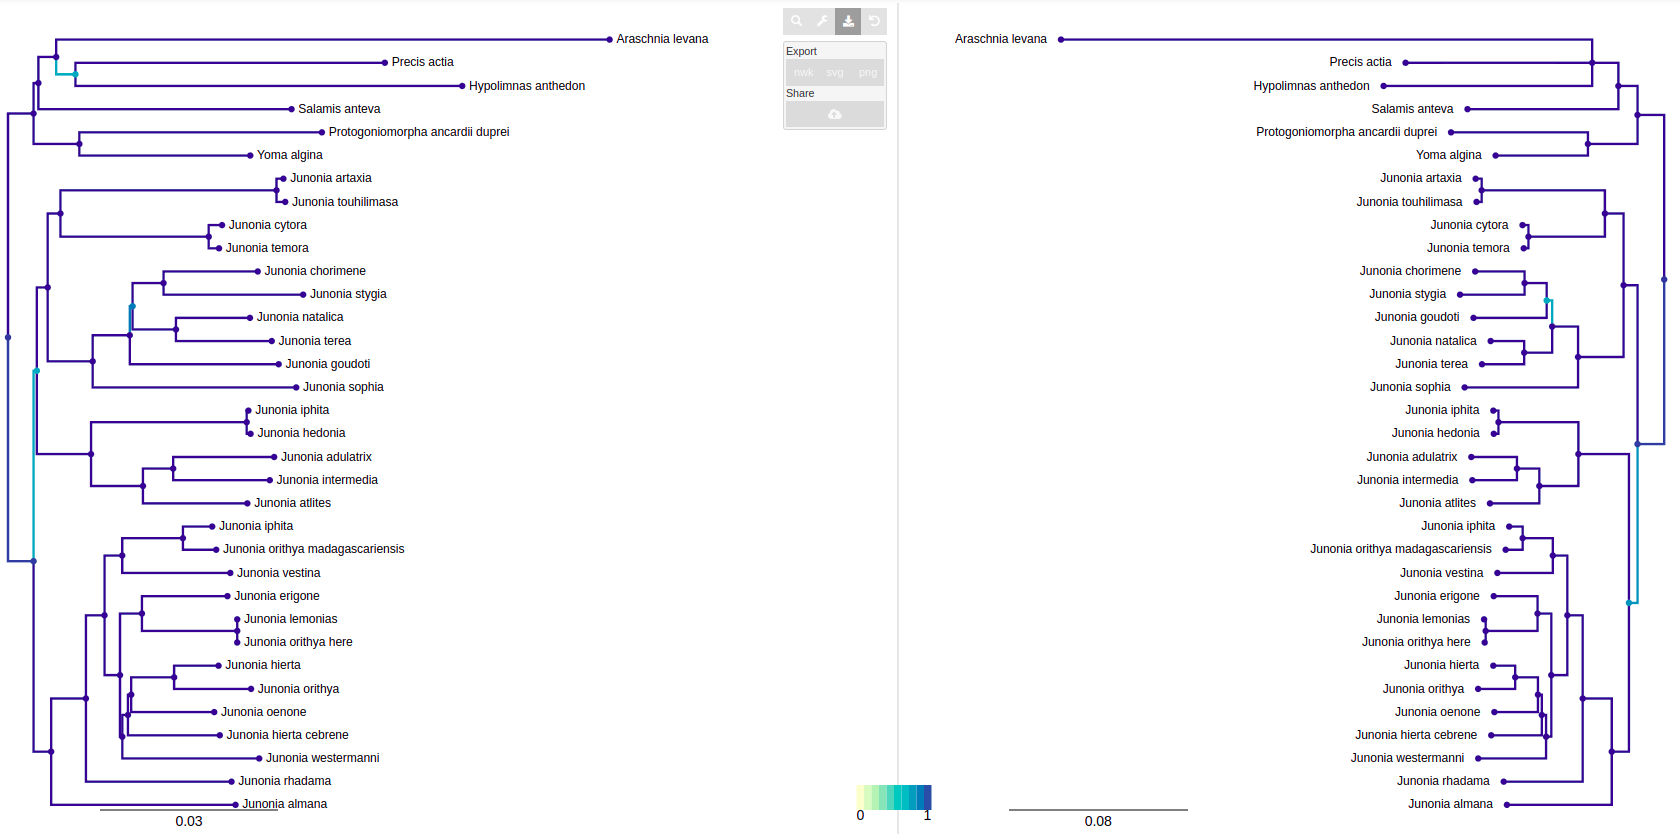 Araschnia levana
Precis actia
Hypolimnas anthedon
Salamis anteva
Protogoniomorpha ancardii duprei
Yoma algina
Junonia artaxia
Junonia touhilimasa
Junonia cytora
Junonia temora
Junonia chorimene
Junonia stygia
Junonia natalica
Junonia terea
Junonia goudoti
Junonia sophia
Junonia iphita
Junonia hedonia
Junonia adulatrix
Junonia intermedia
Junonia atlites
Junonia iphita
Junonia orithya madagascariensis
Junonia vestina
Junonia erigone
Junonia lemonias
Junonia orithya here
Junonia hierta
Junonia orithya
Junonia oenone
Junonia hierta cebrene
Junonia westermanni
Junonia rhadama
Junonia almana
0.03
Export
nwk svg png
Share
0 1
Araschnia levana
Precis actia
Hypolimnas anthedon
Salamis anteva
Protogoniomorpha ancardii duprei
Yoma algina
Junonia artaxia
Junonia touhilimasa
Junonia cytora
Junonia temora
Junonia chorimene
Junonia stygia
Junonia goudoti
Junonia natalica
Junonia terea
Junonia sophia
Junonia iphita
Junonia hedonia
Junonia adulatrix
Junonia intermedia
Junonia atlites
Junonia iphita
Junonia orithya madagascariensis
Junonia vestina
Junonia erigone
Junonia lemonias
Junonia orithya here
Junonia hierta
Junonia orithya
Junonia oenone
Junonia hierta cebrene
Junonia westermanni
Junonia rhadama
Junonia almana
0.08